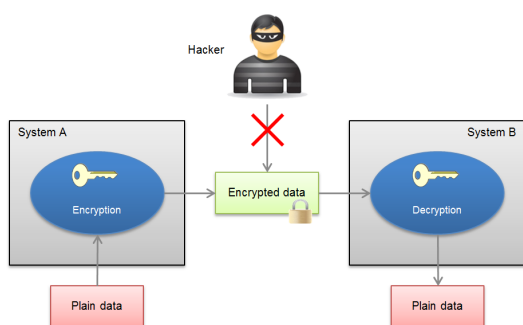 Hacker
System A
System B
Encryption
Encrypted data
Decryption
Plain data
Plain data